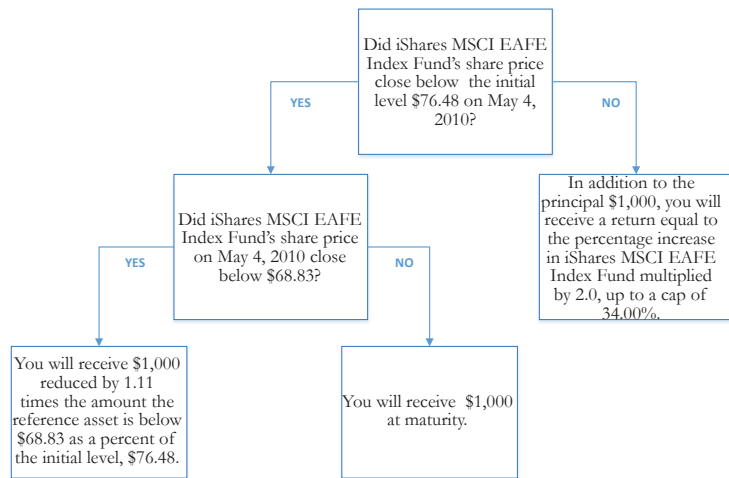 Did iShares MSCI EAFE
Index Fund's share price
close below the initial
level $76.48 on May 4,
2010?
YES
NO
Did iShares MSCI EAFE
Index Fund's share price
on May 4, 2010 close
below $68.83?
In addition to the
principal $1,000, you will
receive a return equal to
the percentage increase
in iShares MSCI EAFE
Index Fund multiplied
by 2.0, up to a cap of
34.00%.
YES
NO
You will receive $1,000
reduced by 1.11
times the amount the
reference asset is below
$68.83 as a percent of
the initial level, $76.48.
You will receive $1,000
at maturity.